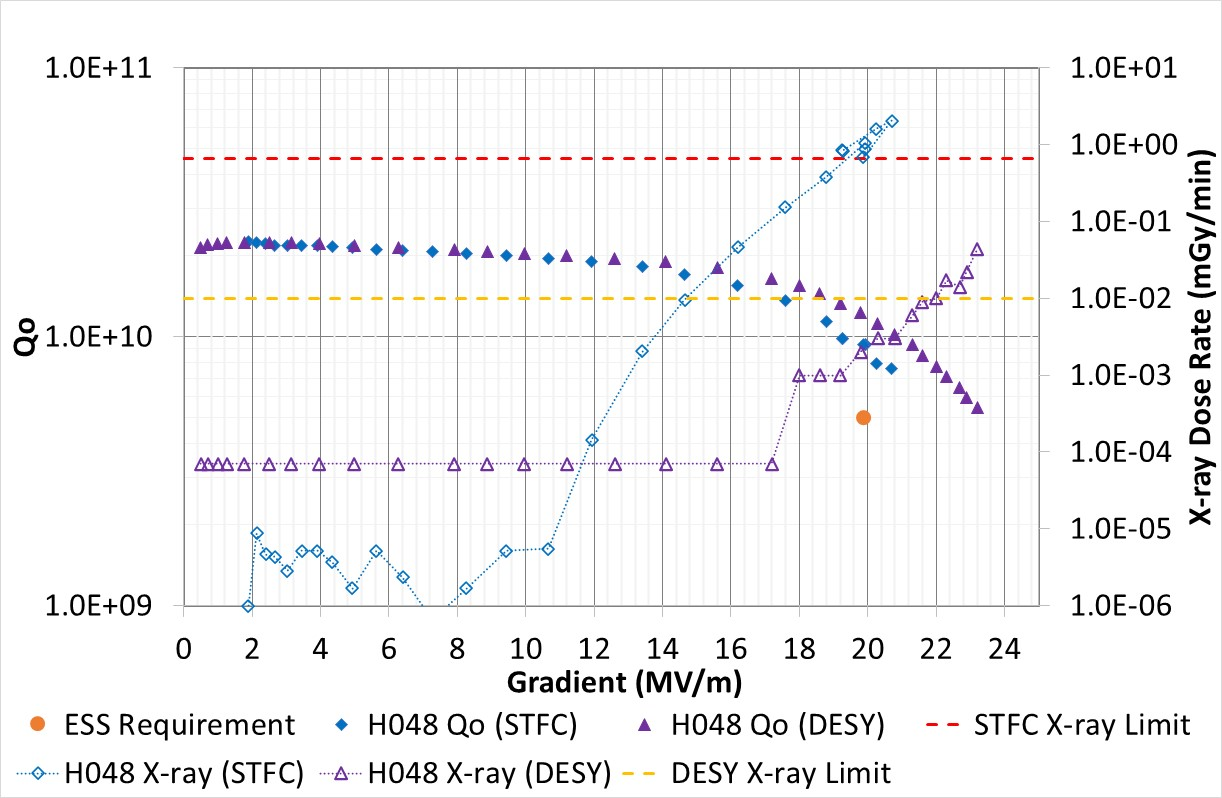 1.0E+11
1.0E+10
1.0E+09
Qo
1.0E+01
1.0E+00
1.0E-01
1.0E-02
1.0E-03
1.0E-04
1.0E-05
1.0E-06
X-ray Dose Rate (mGy/min)
0 2 4 6 8 10 12 14 16 18 20 22 24
Gradient (MV/m)
ESS Requirement H048 Qo (STFC) H048 Qo (DESY) STFC X-ray Limit
H048 X-ray (STFC) H048 X-ray (DESY) DESY X-ray Limit